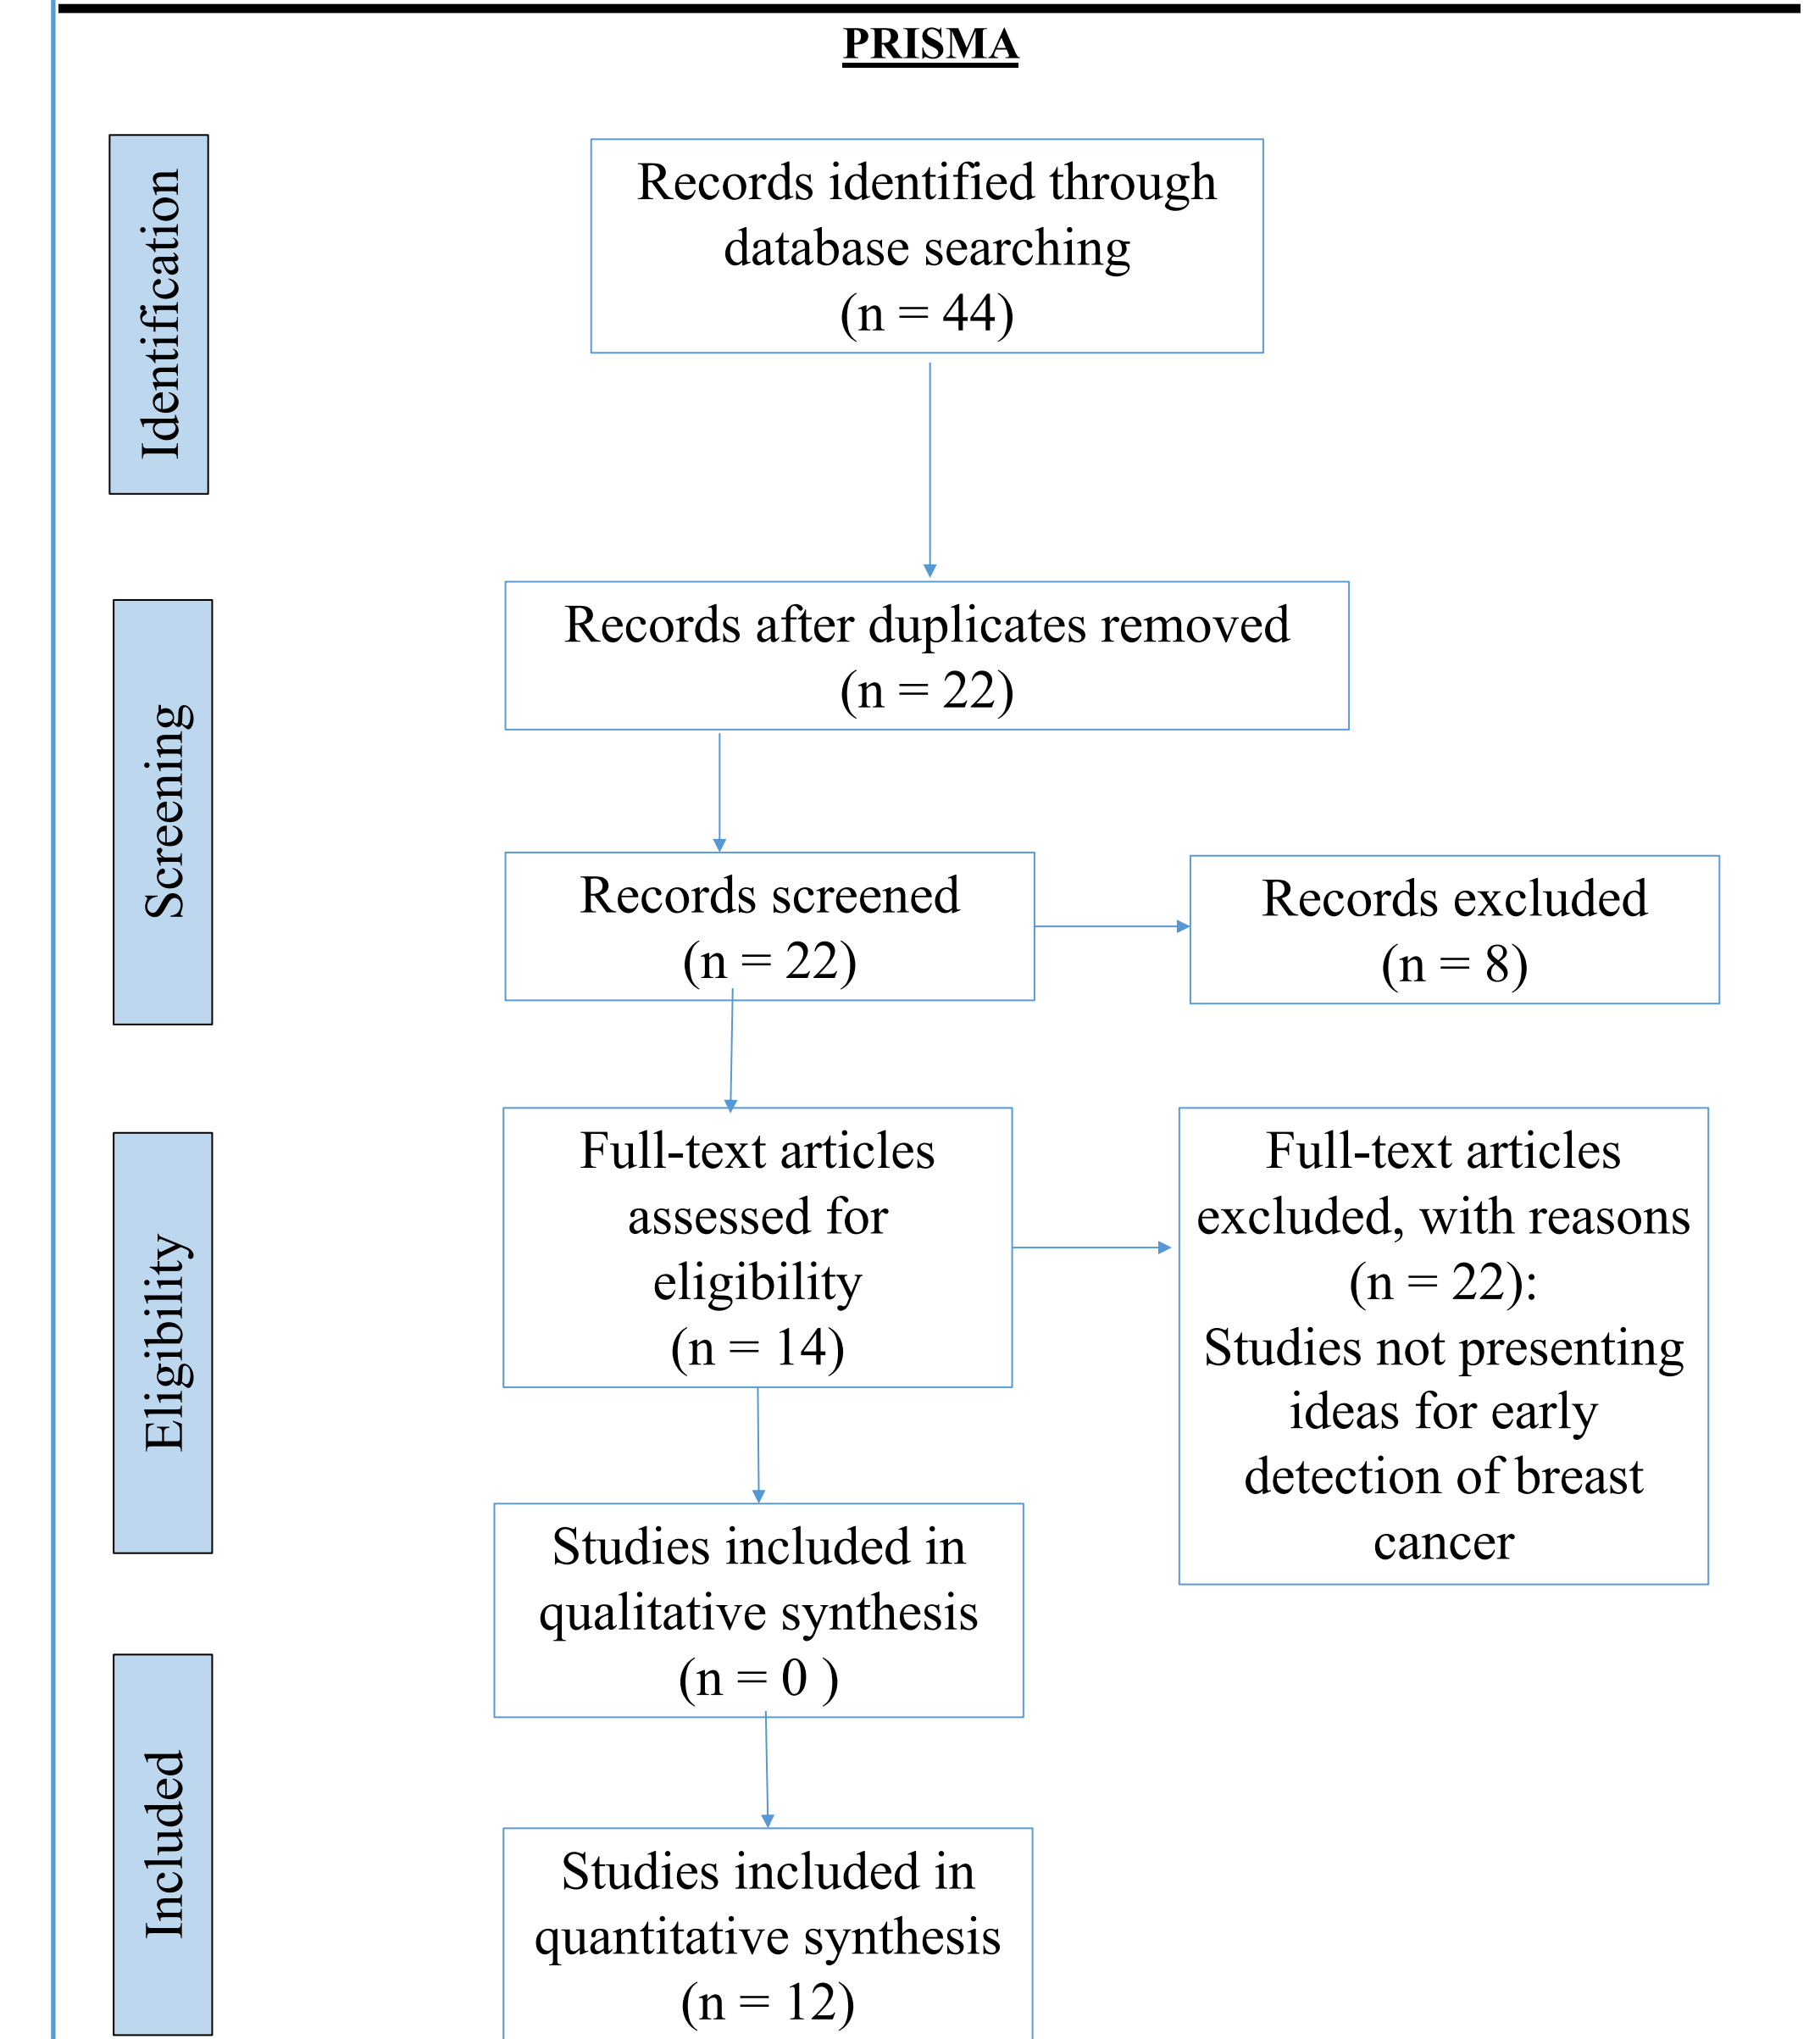 PRISMA
Identification
Records identified through
database searching
(n = 44)
Screening
Records after duplicates removed
(n = 22)
Records screened
(n = 22)
Records excluded
(n = 8)
Eligibility
Full-text articles
assessed for
eligibility
(n = 14)
Full-text articles
excluded, with reasons
(n = 22):
Studies not presenting
ideas for early
detection of breast
cancer
Studies included in
qualitative synthesis
(n = 0 )
Included
Studies included in
quantitative synthesis
(n = 12)